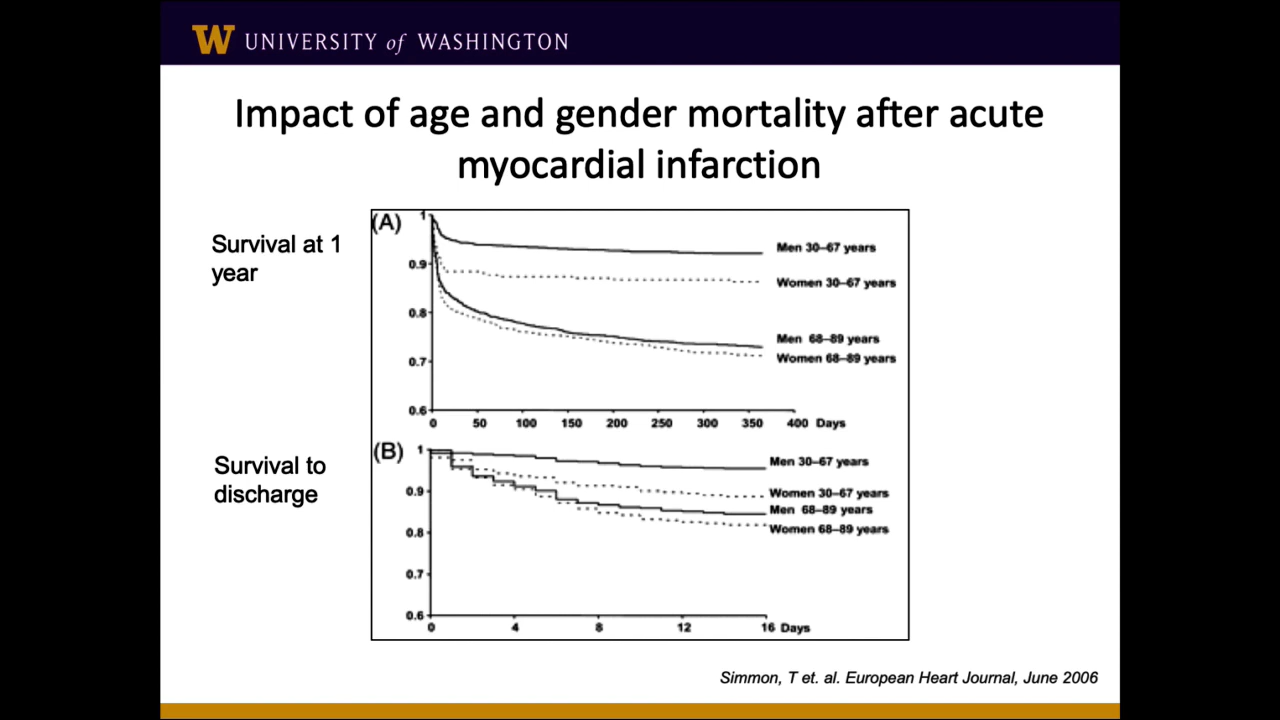 W UNIVERSITY of WASHINGTON
Impact of age and gender mortality after acute
myocardial infarction
Survival at 1
year
(A)
1
0.9
0.8
0.7
0.6
Men 30–67 years
Women 30–67 years
Men 68–89 years
Women 68–89 years
0 50 100 150 200 250 300 350 400 Days
Survival to
discharge
(B)
1
0.9
0.8
0.7
0.6
Men 30–67 years
Women 30–67 years
Men 68–89 years
Women 68–89 years
0 4 8 12 16 Days
Simmon, T et. al. European Heart Journal, June 2006